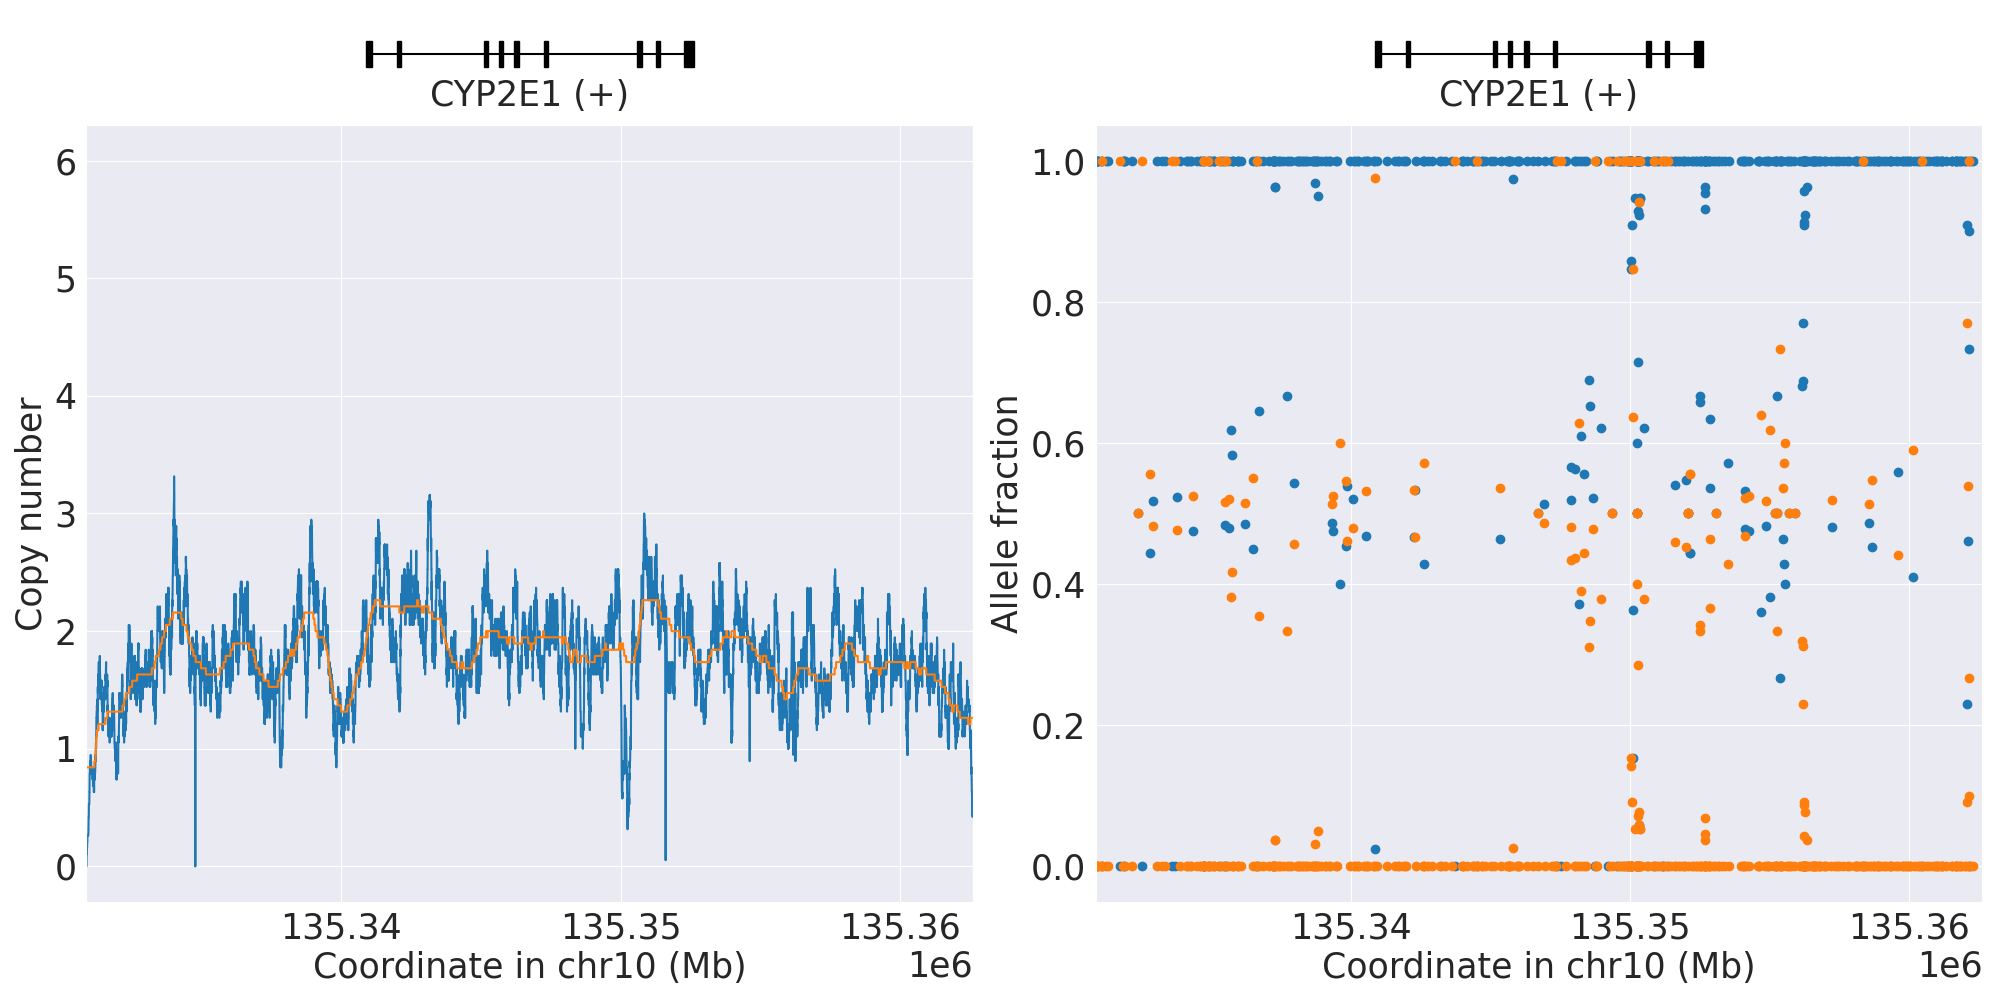 CYP2E1 (+)
CYP2E1 (+)
Copy number
6
5
4
3
2
1
0
135.34
135.35
135.36
Coordinate in chr10 (Mb)
1e6
Allele fraction
1.0
0.8
0.6
0.4
0.2
0.0
135.34
135.35
135.36
Coordinate in chr10 (Mb)
1e6